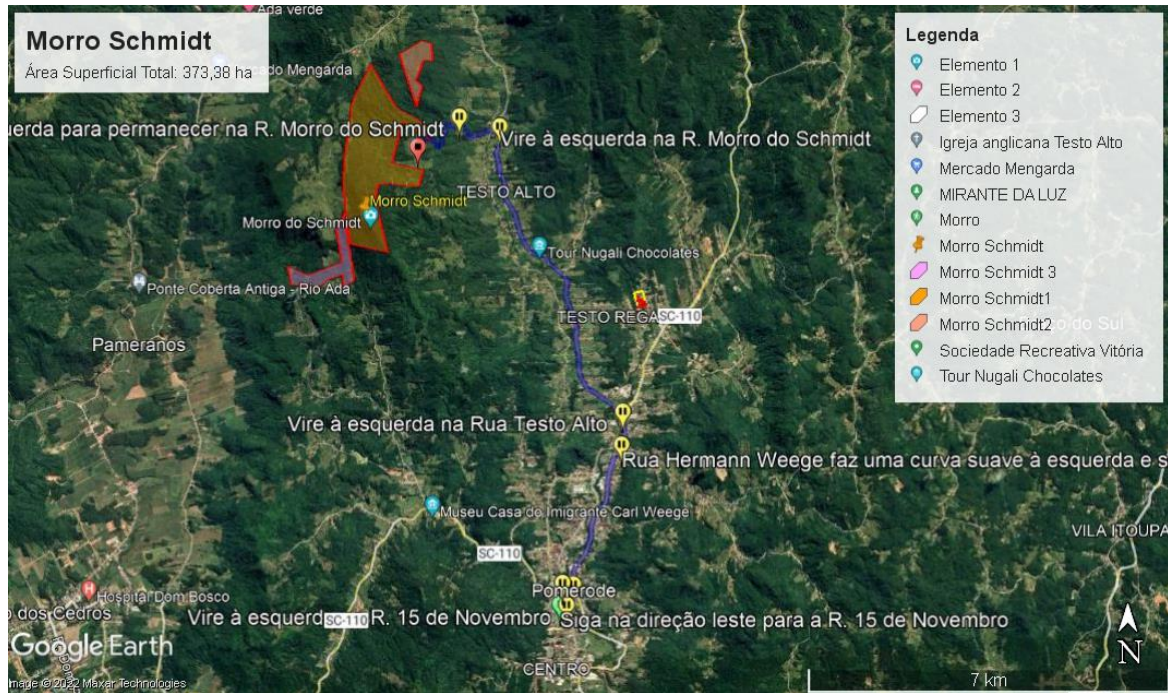 Morro Schmidt
Área Superficial Total: 373,38 ha
Ada verde
Mengarda
uerda para permanecer na R. Morro do Schmidt
Vire à esquerda na R. Morro do Schmidt
TESTO ALTO
Morro Schmidt
Morro do Schmidt
Tour Nugali Chocolates
Ponte Coberta Antiga - Rio Ada
TESTO REGA
SC-110
do Sul
Pameranos
Vire à esquerda na Rua Testo Alto
Rua Hermann Weege faz uma curva suave à esquerda e s
Museu Casa do Imigrante Carl Weege
VILA ITOUPA
SC-110
Pomerode
Hospital Dom Bosco
o dos Cedros
Vire à esquerd
SC-110
R. 15 de Novembro
Siga na direção leste para a R. 15 de Novembro
CENTRO
Google Earth
Image © 2022 Maxar Technologies
7 km
N
Legenda
Elemento 1
Elemento 2
Elemento 3
Igreja anglicana Testo Alto
Mercado Mengarda
MIRANTE DA LUZ
Morro
Morro Schmidt
Morro Schmidt 3
Morro Schmidt1
Morro Schmidt2
Sociedade Recreativa Vitória
Tour Nugali Chocolates